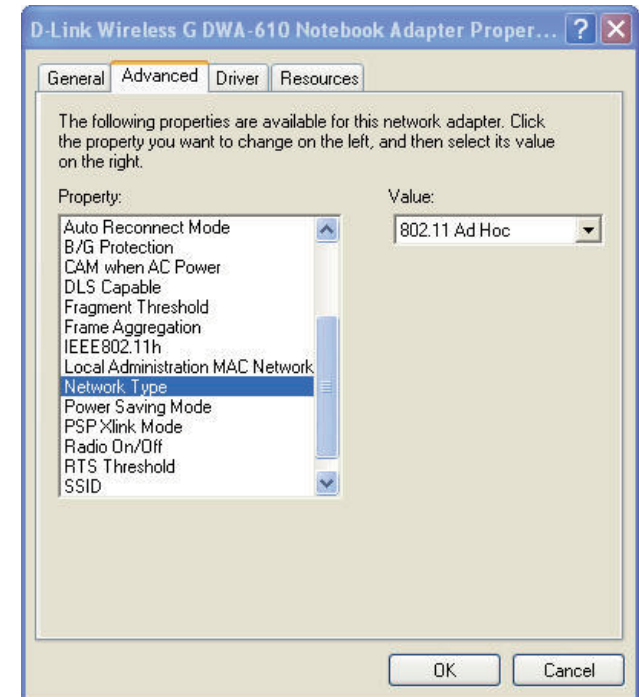 D-Link Wireless G DWA-610 Notebook Adapter Proper...
General Advanced Driver Resources
The following properties are available for this network adapter. Click
the property you want to change on the left, and then select its value
on the right.
Property:
Value:
Auto Reconnect Mode
B/G Protection
CAM when AC Power
DLS Capable
Fragment Threshold
Frame Aggregation
IEEE802.11h
Local Administration MAC Network
Network Type
Power Saving Mode
PSP Xlink Mode
Radio On/Off
RTS Threshold
SSID
802.11 Ad Hoc
OK Cancel